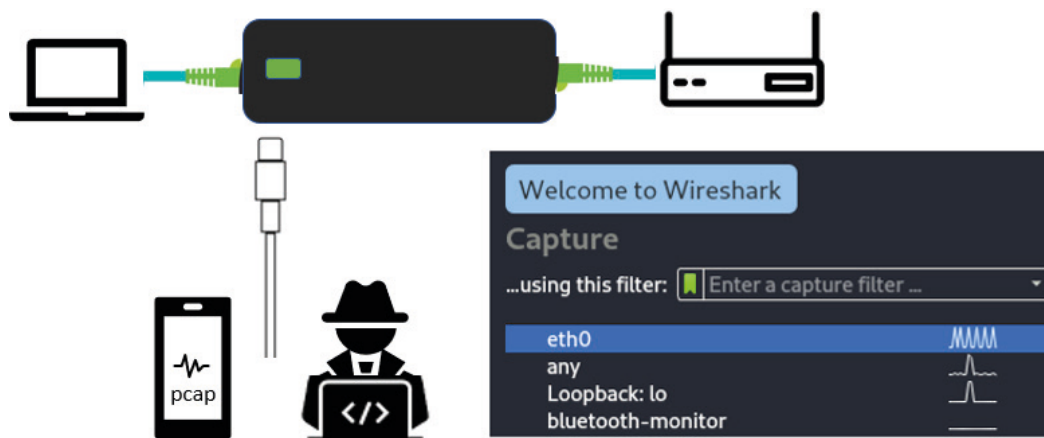 Welcome to Wireshark
Capture
...using this filter: Enter a capture filter ...
eth0
any
Loopback: lo
bluetooth-monitor
pcap
</>